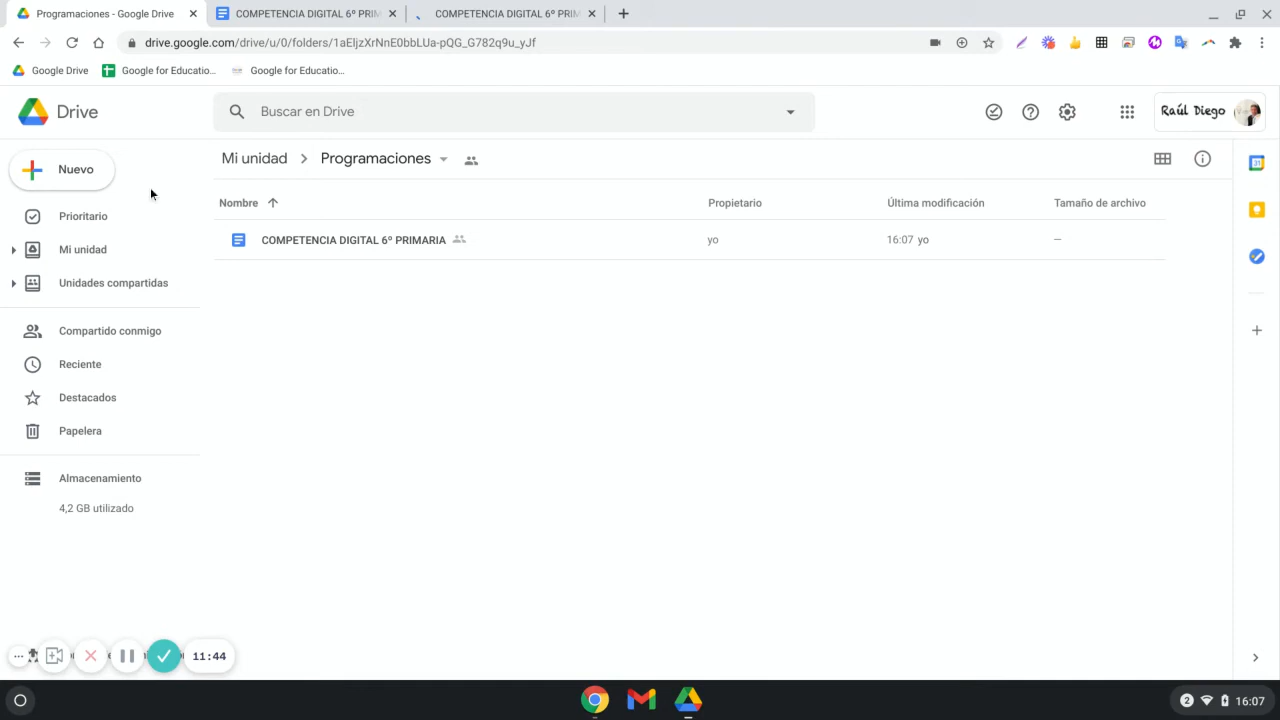 Programaciones - Google Drive
COMPETENCIA DIGITAL 6º PRIM
COMPETENCIA DIGITAL 6º PRIM
drive.google.com/drive/u/0/folders/1aEljzXrNnE0bbLUa-pQG_G782q9u_yJf
Google Drive
Google for Educatio...
Google for Educatio...
Drive
Buscar en Drive
Raúl Diego
Nuevo
Mi unidad
Programaciones
Nombre
Propietario
Última modificación
Tamaño de archivo
COMPETENCIA DIGITAL 6º PRIMARIA
yo
16:07 yo
—
Prioritario
Mi unidad
Unidades compartidas
Compartido conmigo
Reciente
Destacados
Papelera
Almacenamiento
4,2 GB utilizado
31
11:44
2
16:07